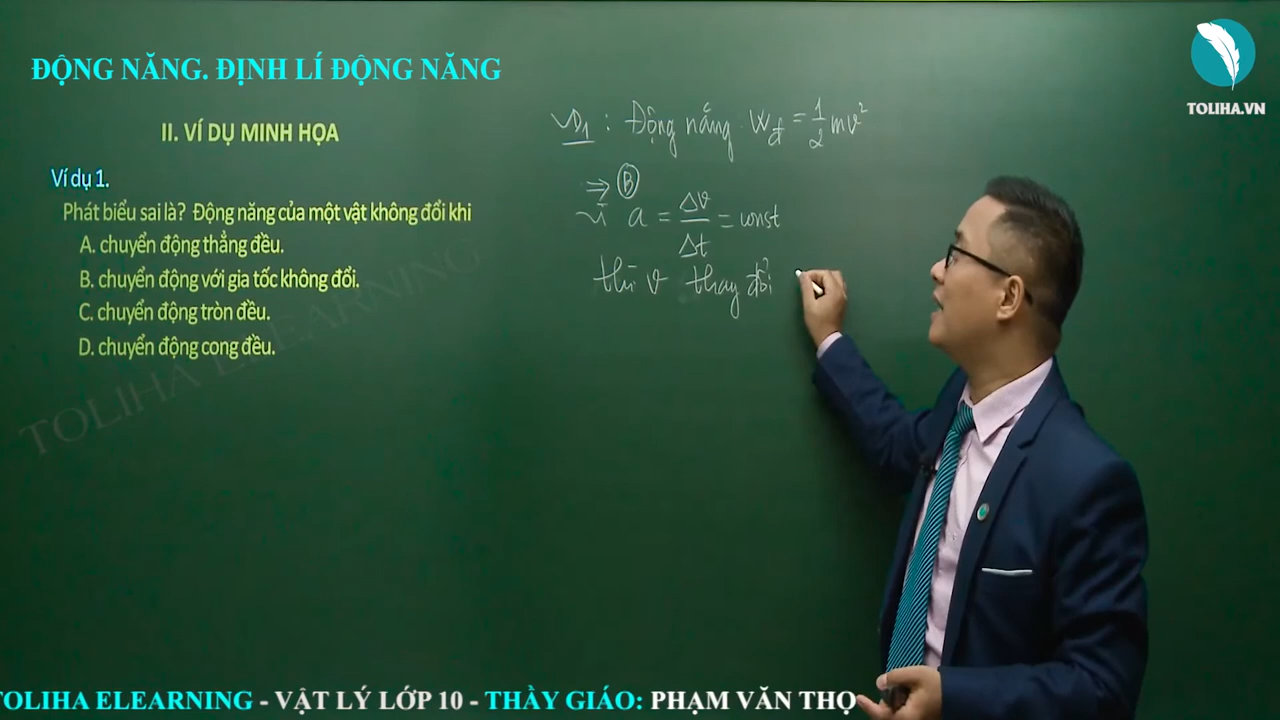 ĐỘNG NĂNG. ĐỊNH LÍ ĐỘNG NĂNG
II. VÍ DỤ MINH HỌA
Ví dụ 1.
Phát biểu sai là? Động năng của một vật không đổi khi
A. chuyển động thẳng đều.
B. chuyển động với gia tốc không đổi.
C. chuyển động tròn đều.
D. chuyển động cong đều.
TOLIHA ELEARNING
VD1 : Động năng Wđ = 1/2 mv²
⇒ B
Vì a = Δv/Δt = const
thì v thay đổi
TOLIHA.VN
TOLIHA ELEARNING - VẬT LÝ LỚP 10 - THẦY GIÁO: PHẠM VĂN THỌ